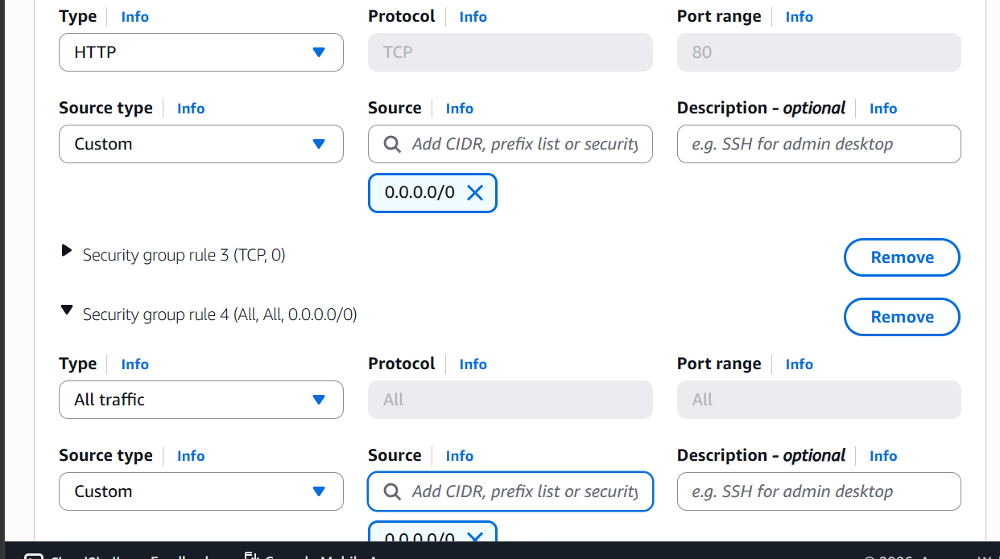 Type Info Protocol Info Port range Info
HTTP TCP 80
Source type Info Source Info Description - optional Info
Custom Add CIDR, prefix list or security e.g. SSH for admin desktop
0.0.0.0/0
Security group rule 3 (TCP, 0) Remove
Security group rule 4 (All, All, 0.0.0.0/0) Remove
Type Info Protocol Info Port range Info
All traffic All All
Source type Info Source Info Description - optional Info
Custom Add CIDR, prefix list or security e.g. SSH for admin desktop
0.0.0.0/0